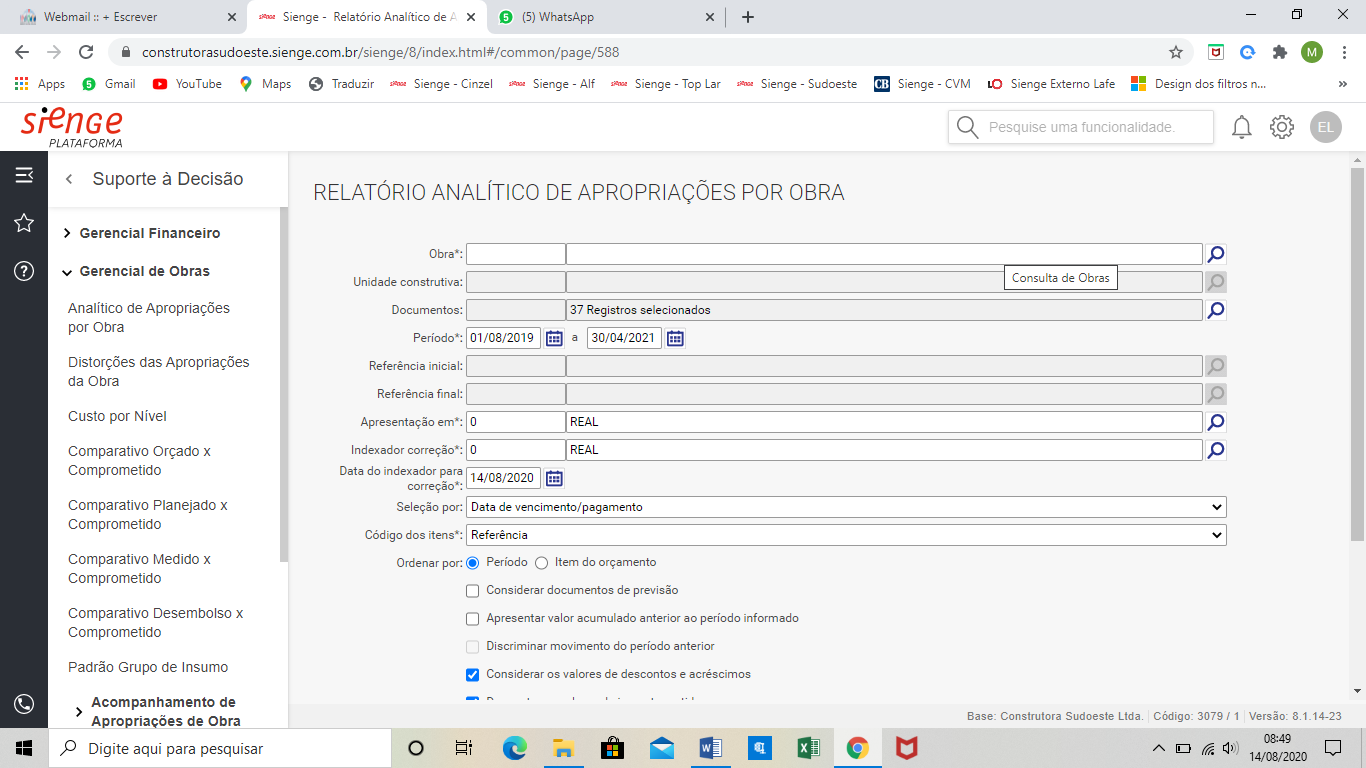 Webmail :: + Escrever
Sienge - Relatório Analítico de A
(5) WhatsApp
construtorasudoeste.sienge.com.br/sienge/8/index.html#/common/page/588
M
Apps
Gmail
YouTube
Maps
Traduzir
Sienge - Cinzel
Sienge - Alf
Sienge - Top Lar
Sienge - Sudoeste
Sienge - CVM
Sienge Externo Lafe
Design dos filtros n...
sienge
PLATAFORMA
Pesquise uma funcionalidade.
EL
Suporte à Decisão
Gerencial Financeiro
Gerencial de Obras
Analítico de Apropriações
por Obra
Distorções das Apropriações
da Obra
Custo por Nível
Comparativo Orçado x
Comprometido
Comparativo Planejado x
Comprometido
Comparativo Medido x
Comprometido
Comparativo Desembolso x
Comprometido
Padrão Grupo de Insumo
Acompanhamento de
Apropriações de Obra
RELATÓRIO ANALÍTICO DE APROPRIAÇÕES POR OBRA
Obra*:
Consulta de Obras
Unidade construtiva:
Documentos: 37 Registros selecionados
Período*: 01/08/2019 a 30/04/2021
Referência inicial:
Referência final:
Apresentação em*: 0 REAL
Indexador correção*: 0 REAL
Data do indexador para
correção*: 14/08/2020
Seleção por: Data de vencimento/pagamento
Código dos itens*: Referência
Ordenar por: Período Item do orçamento
Considerar documentos de previsão
Apresentar valor acumulado anterior ao período informado
Discriminar movimento do período anterior
Considerar os valores de descontos e acréscimos
Base: Construtora Sudoeste Ltda. Código: 3079 / 1 Versão: 8.1.14-23
Digite aqui para pesquisar
08:49
14/08/2020